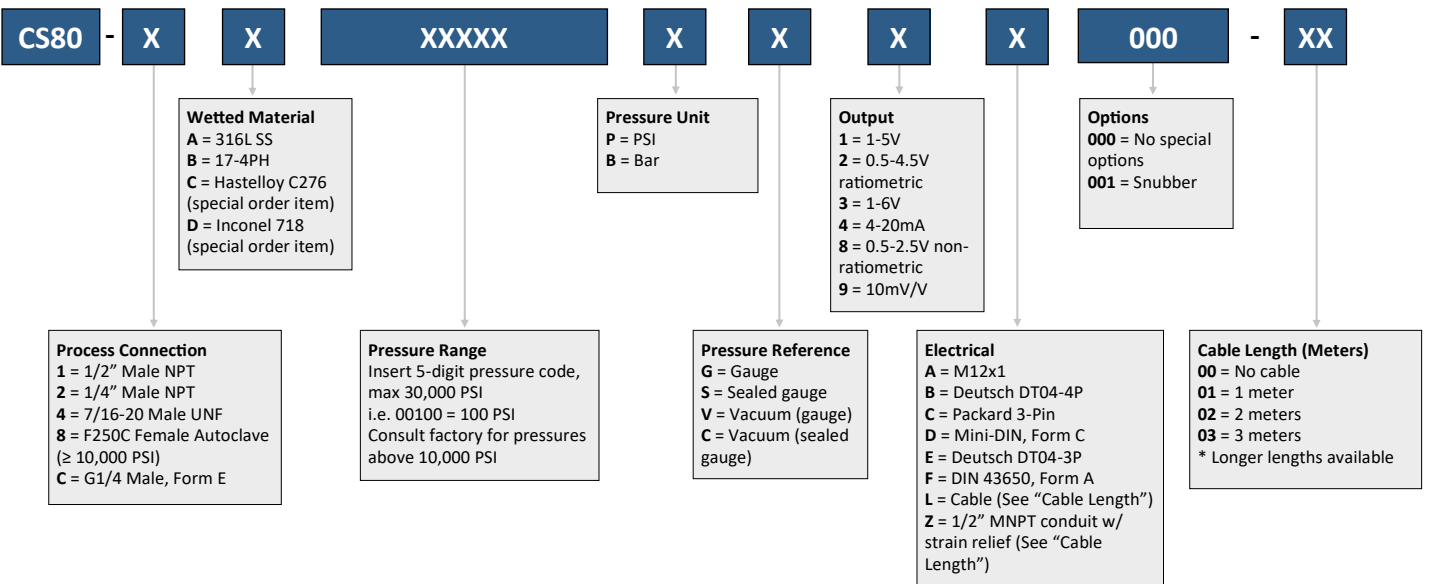 CS80 - X X XXXXX X X X X 000 - XX
Wetted Material
A = 316L SS
B = 17-4PH
C = Hastelloy C276
(special order item)
D = Inconel 718
(special order item)
Pressure Unit
P = PSI
B = Bar
Output
1 = 1-5V
2 = 0.5-4.5V
ratiometric
3 = 1-6V
4 = 4-20mA
8 = 0.5-2.5V non-
ratiometric
9 = 10mV/V
Options
000 = No special
options
001 = Snubber
Process Connection
1 = 1/2” Male NPT
2 = 1/4” Male NPT
4 = 7/16-20 Male UNF
8 = F250C Female Autoclave
(≥ 10,000 PSI)
C = G1/4 Male, Form E
Pressure Range
Insert 5-digit pressure code,
max 30,000 PSI
i.e. 00100 = 100 PSI
Consult factory for pressures
above 10,000 PSI
Pressure Reference
G = Gauge
S = Sealed gauge
V = Vacuum (gauge)
C = Vacuum (sealed
gauge)
Electrical
A = M12x1
B = Deutsch DT04-4P
C = Packard 3-Pin
D = Mini-DIN, Form C
E = Deutsch DT04-3P
F = DIN 43650, Form A
L = Cable (See “Cable Length”)
Z = 1/2” MNPT conduit w/
strain relief (See “Cable
Length”)
Cable Length (Meters)
00 = No cable
01 = 1 meter
02 = 2 meters
03 = 3 meters
* Longer lengths available